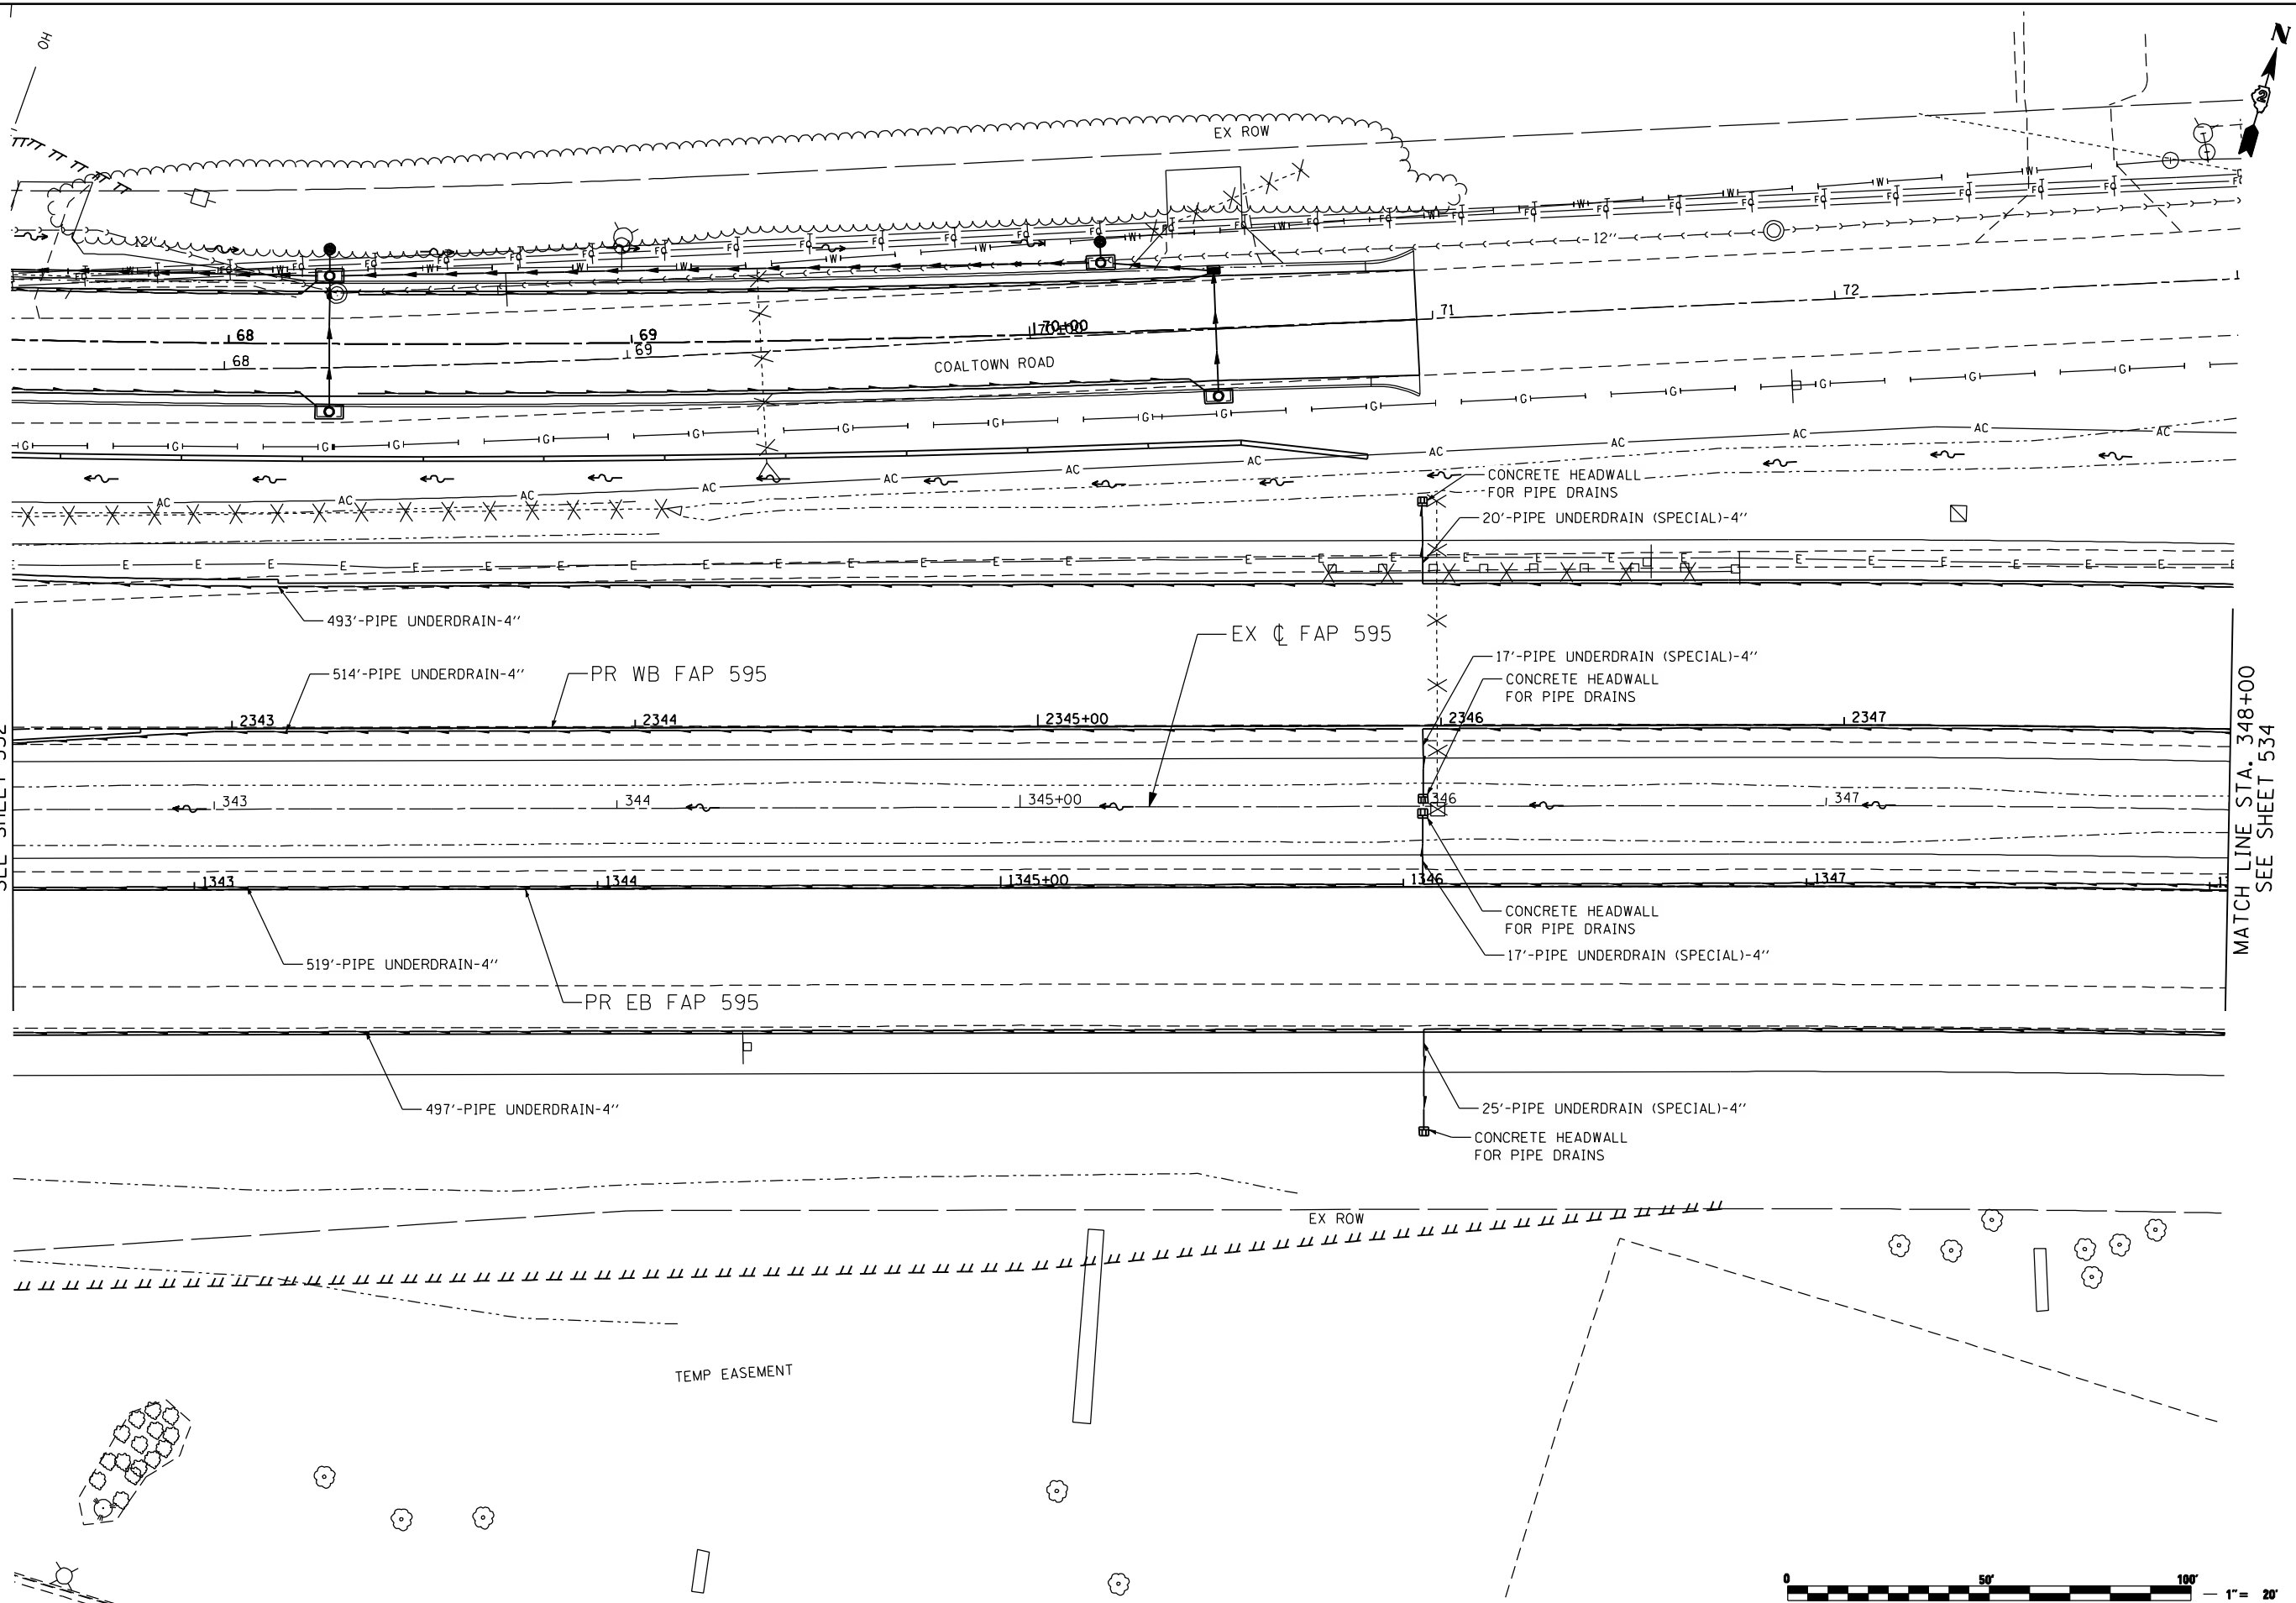 OH
N
2
EX ROW
12''
12''
68
69
70+00
68
69
71
72
COALTOWN ROAD
CONCRETE HEADWALL
FOR PIPE DRAINS
20'-PIPE UNDERDRAIN (SPECIAL)-4''
493'-PIPE UNDERDRAIN-4''
EX ℄ FAP 595
514'-PIPE UNDERDRAIN-4''
PR WB FAP 595
17'-PIPE UNDERDRAIN (SPECIAL)-4''
CONCRETE HEADWALL
FOR PIPE DRAINS
2343
2344
2345+00
2346
2347
343
344
345+00
346
347
1343
1344
1345+00
1346
1347
MATCH LINE STA. 348+00
SEE SHEET 534
CONCRETE HEADWALL
FOR PIPE DRAINS
17'-PIPE UNDERDRAIN (SPECIAL)-4''
519'-PIPE UNDERDRAIN-4''
PR EB FAP 595
497'-PIPE UNDERDRAIN-4''
25'-PIPE UNDERDRAIN (SPECIAL)-4''
CONCRETE HEADWALL
FOR PIPE DRAINS
EX ROW
TEMP EASEMENT
0 50' 100'
1"= 20'